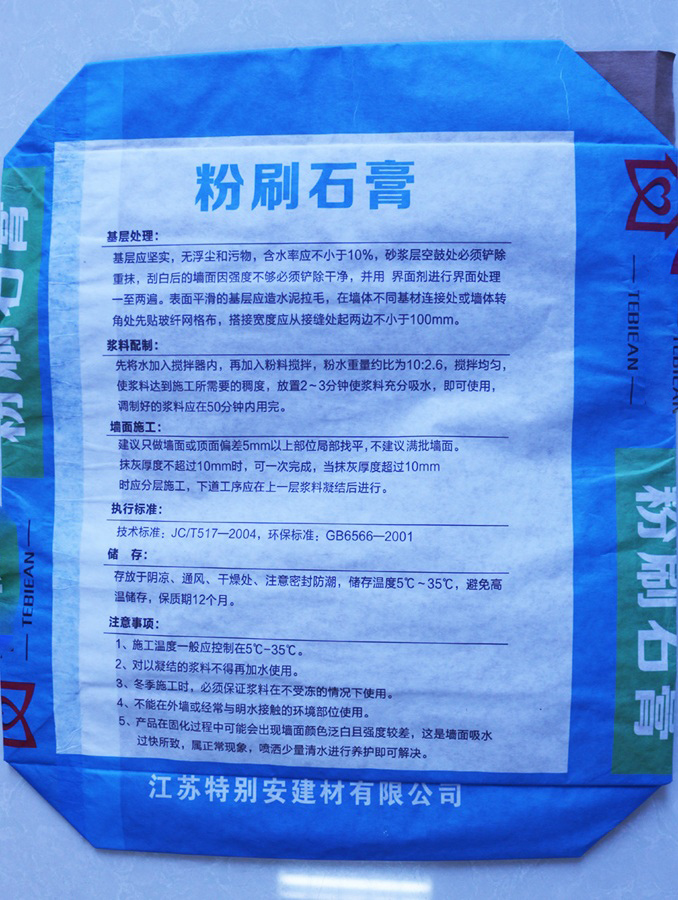 粉刷石膏
基层处理：
基层应坚实，无浮尘和污物，含水率应不小于10%，砂浆层空鼓处必须铲除
重抹，刮白后的墙面因强度不够必须铲除干净，并用 界面剂进行界面处理
一至两遍。表面平滑的基层应造水泥拉毛，在墙体不同基材连接处或墙体转
角处先贴玻纤网格布，搭接宽度应从接缝处起两边不小于100mm。
浆料配制：
先将水加入搅拌器内，再加入粉料搅拌，粉水重量约比为10:2.6，搅拌均匀，
使浆料达到施工所需要的稠度，放置2~3分钟使浆料充分吸水，即可使用，
调制好的浆料应在50分钟内用完。
墙面施工：
建议只做墙面或顶面偏差5mm以上部位局部找平,不建议满批墙面。
抹灰厚度不超过10mm时，可一次完成，当抹灰厚度超过10mm
时应分层施工，下道工序应在上一层浆料凝结后进行。
执行标准：
技术标准：JC/T517—2004，环保标准：GB6566—2001
储 存：
存放于阴凉、通风、干燥处、注意密封防潮，储存温度5℃~35℃，避免高
温储存，保质期12个月。
注意事项：
1、施工温度一般应控制在5℃-35℃。
2、对以凝结的浆料不得再加水使用。
3、冬季施工时，必须保证浆料在不受冻的情况下使用。
4、不能在外墙或经常与明水接触的环境部位使用。
5、产品在固化过程中可能会出现墙面颜色泛白且强度较差，这是墙面吸水
过快所致，属正常现象，喷洒少量清水进行养护即可解决。
江苏特别安建材有限公司
粉刷石膏
TEBIEAN
TEBIEAN
粉刷石膏